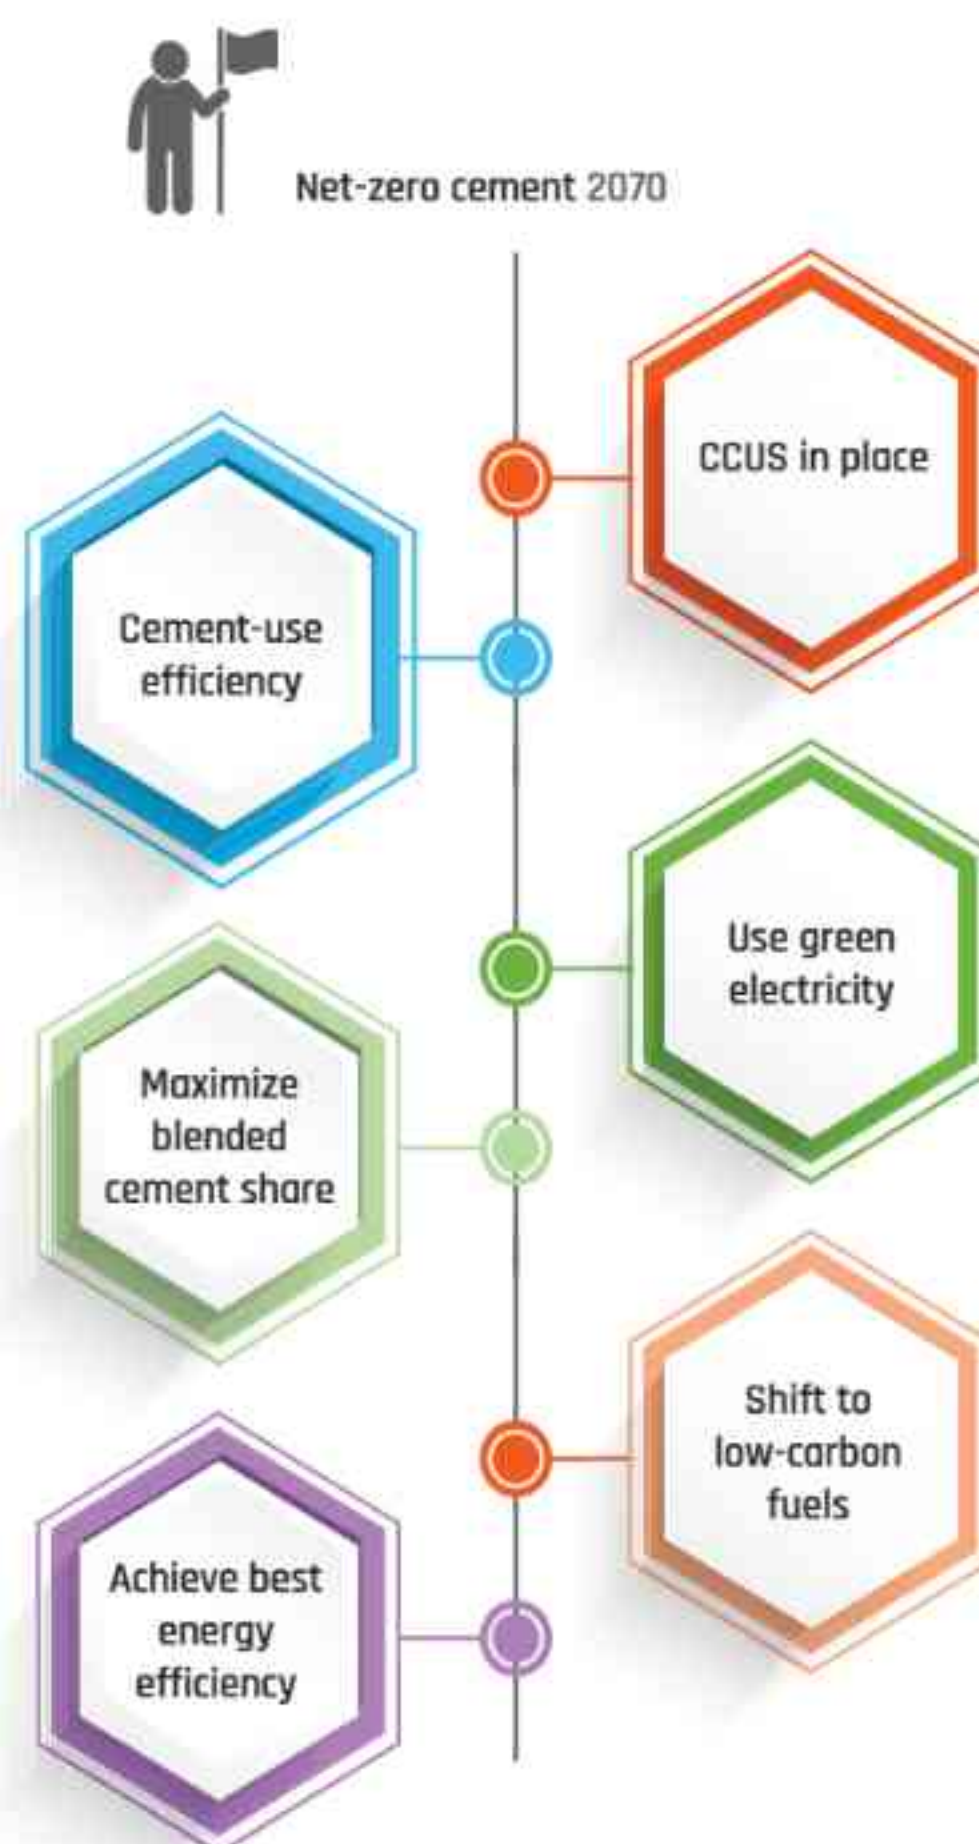 Net-zero cement 2070
CCUS in place
Cement-use
efficiency
Use green
electricity
Maximize
blended
cement share
Shift to
low-carbon
fuels
Achieve best
energy
efficiency